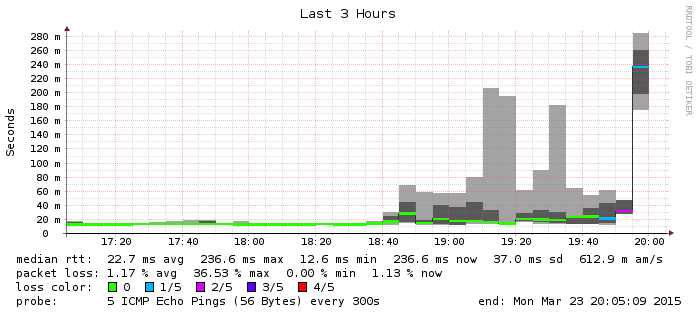 Last 3 Hours
RRDTOOL / TOBI OETIKER
Seconds
280 m
260 m
240 m
220 m
200 m
180 m
160 m
140 m
120 m
100 m
80 m
60 m
40 m
20 m
0
17:20 17:40 18:00 18:20 18:40 19:00 19:20 19:40 20:00
median rtt: 22.7 ms avg 236.6 ms max 12.6 ms min 236.6 ms now 37.0 ms sd 612.9 m am/s
packet loss: 1.17 % avg 36.53 % max 0.00 % min 1.13 % now
loss color: 0 1/5 2/5 3/5 4/5
probe: 5 ICMP Echo Pings (56 Bytes) every 300s end: Mon Mar 23 20:05:09 2015